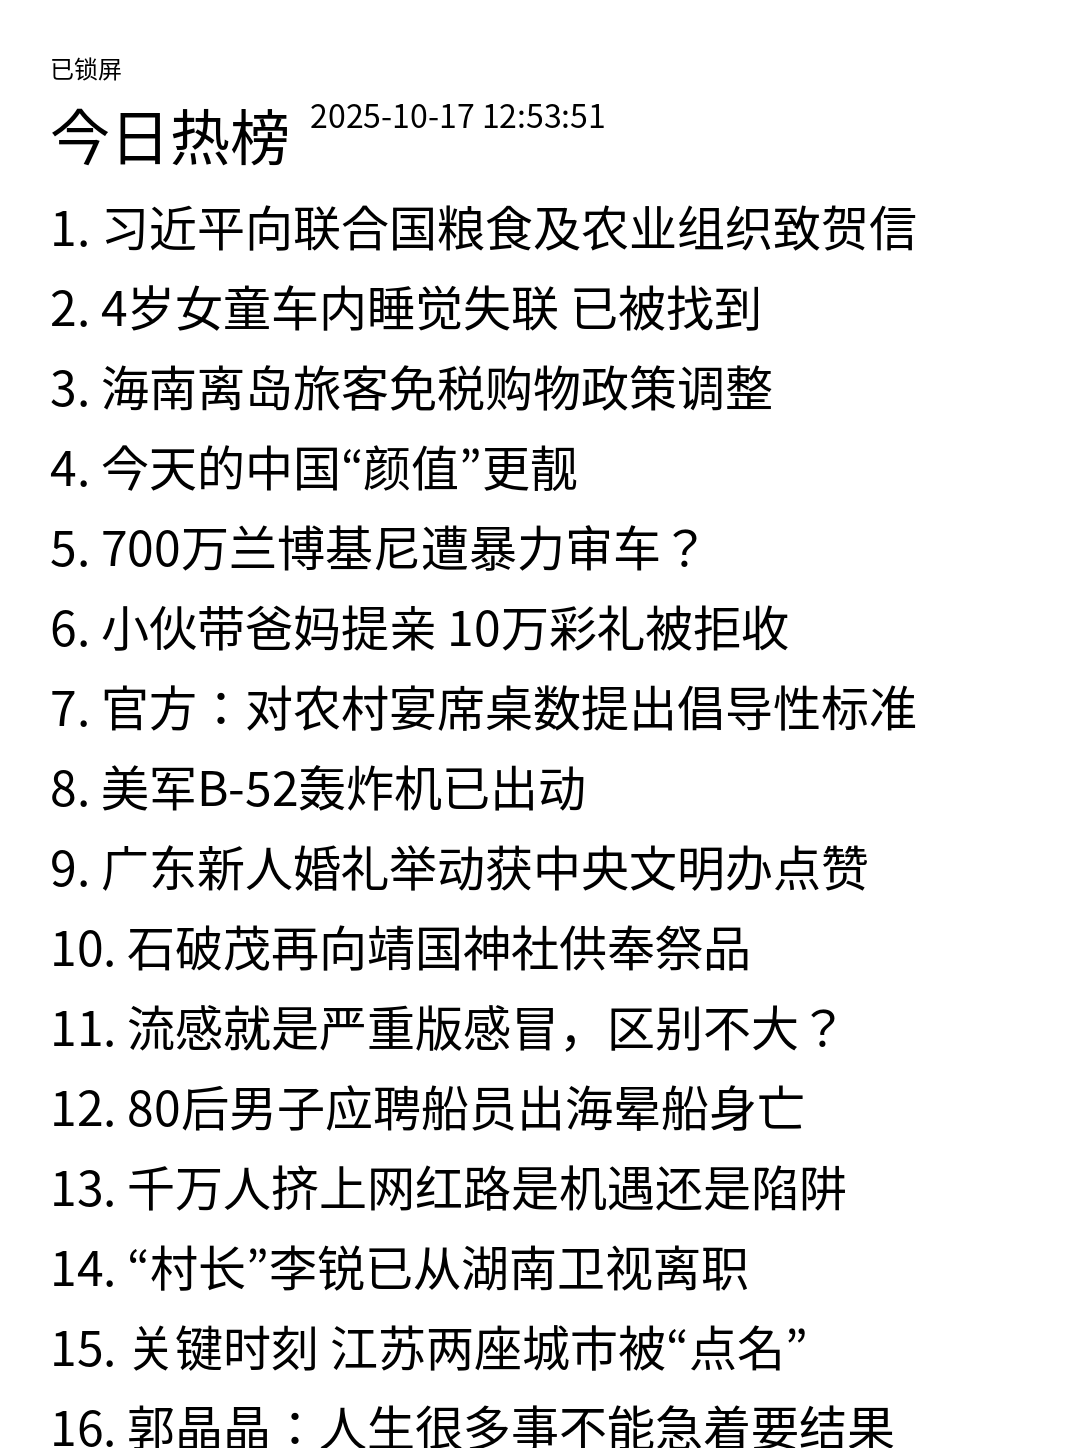 已锁屏
今日热榜 2025-10-17 12:53:51
1. 习近平向联合国粮食及农业组织致贺信
2. 4岁女童车内睡觉失联 已被找到
3. 海南离岛旅客免税购物政策调整
4. 今天的中国“颜值”更靓
5. 700万兰博基尼遭暴力审车？
6. 小伙带爸妈提亲 10万彩礼被拒收
7. 官方：对农村宴席桌数提出倡导性标准
8. 美军B-52轰炸机已出动
9. 广东新人婚礼举动获中央文明办点赞
10. 石破茂再向靖国神社供奉祭品
11. 流感就是严重版感冒，区别不大？
12. 80后男子应聘船员出海晕船身亡
13. 千万人挤上网红路是机遇还是陷阱
14. “村长”李锐已从湖南卫视离职
15. 关键时刻 江苏两座城市被“点名”
16. 郭晶晶：人生很多事不能急着要结果